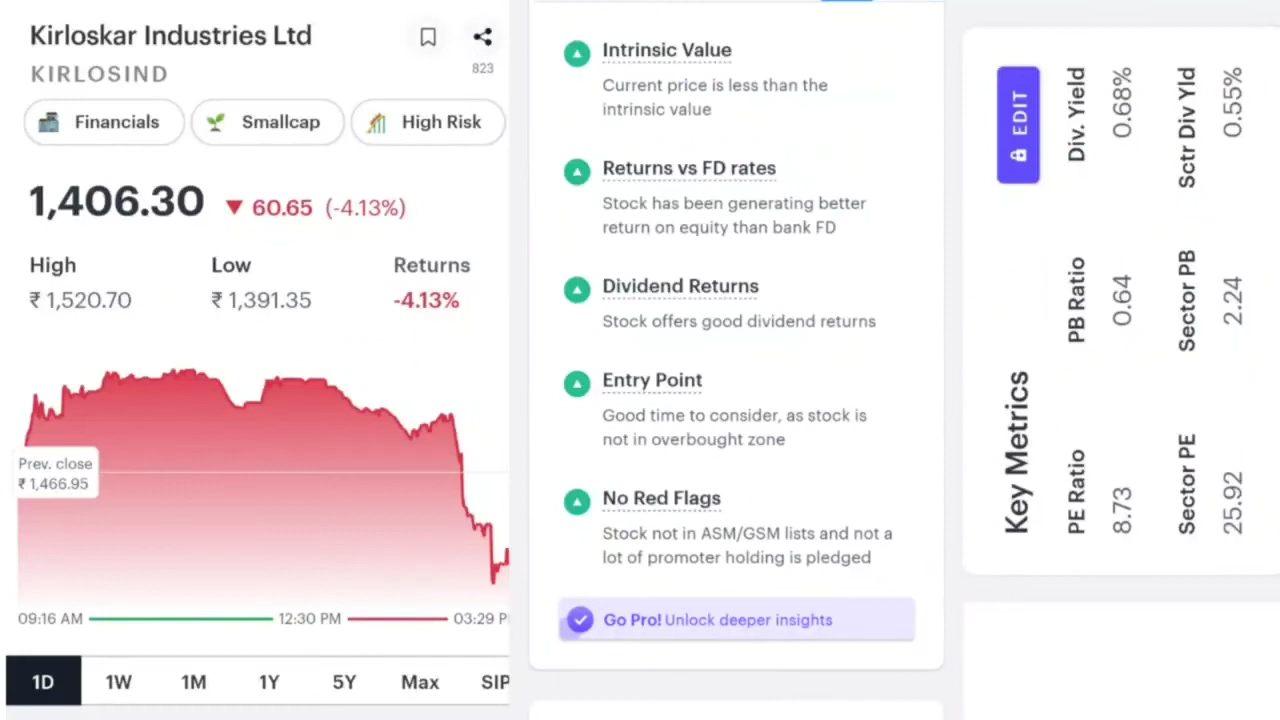 Kirloskar Industries Ltd
KIRLOSIND
823
Financials
Smallcap
High Risk
1,406.30 ▼ 60.65 (-4.13%)
High Low Returns
₹ 1,520.70 ₹ 1,391.35 -4.13%
Prev. close
₹ 1,466.95
09:16 AM 12:30 PM 03:29 P
1D 1W 1M 1Y 5Y Max SIP
Intrinsic Value
Current price is less than the
intrinsic value
Returns vs FD rates
Stock has been generating better
return on equity than bank FD
Dividend Returns
Stock offers good dividend returns
Entry Point
Good time to consider, as stock is
not in overbought zone
No Red Flags
Stock not in ASM/GSM lists and not a
lot of promoter holding is pledged
Go Pro! Unlock deeper insights
Key Metrics EDIT
PE Ratio PB Ratio Div. Yield
8.73 0.64 0.68%
Sector PE Sector PB Sctr Div Yld
25.92 2.24 0.55%